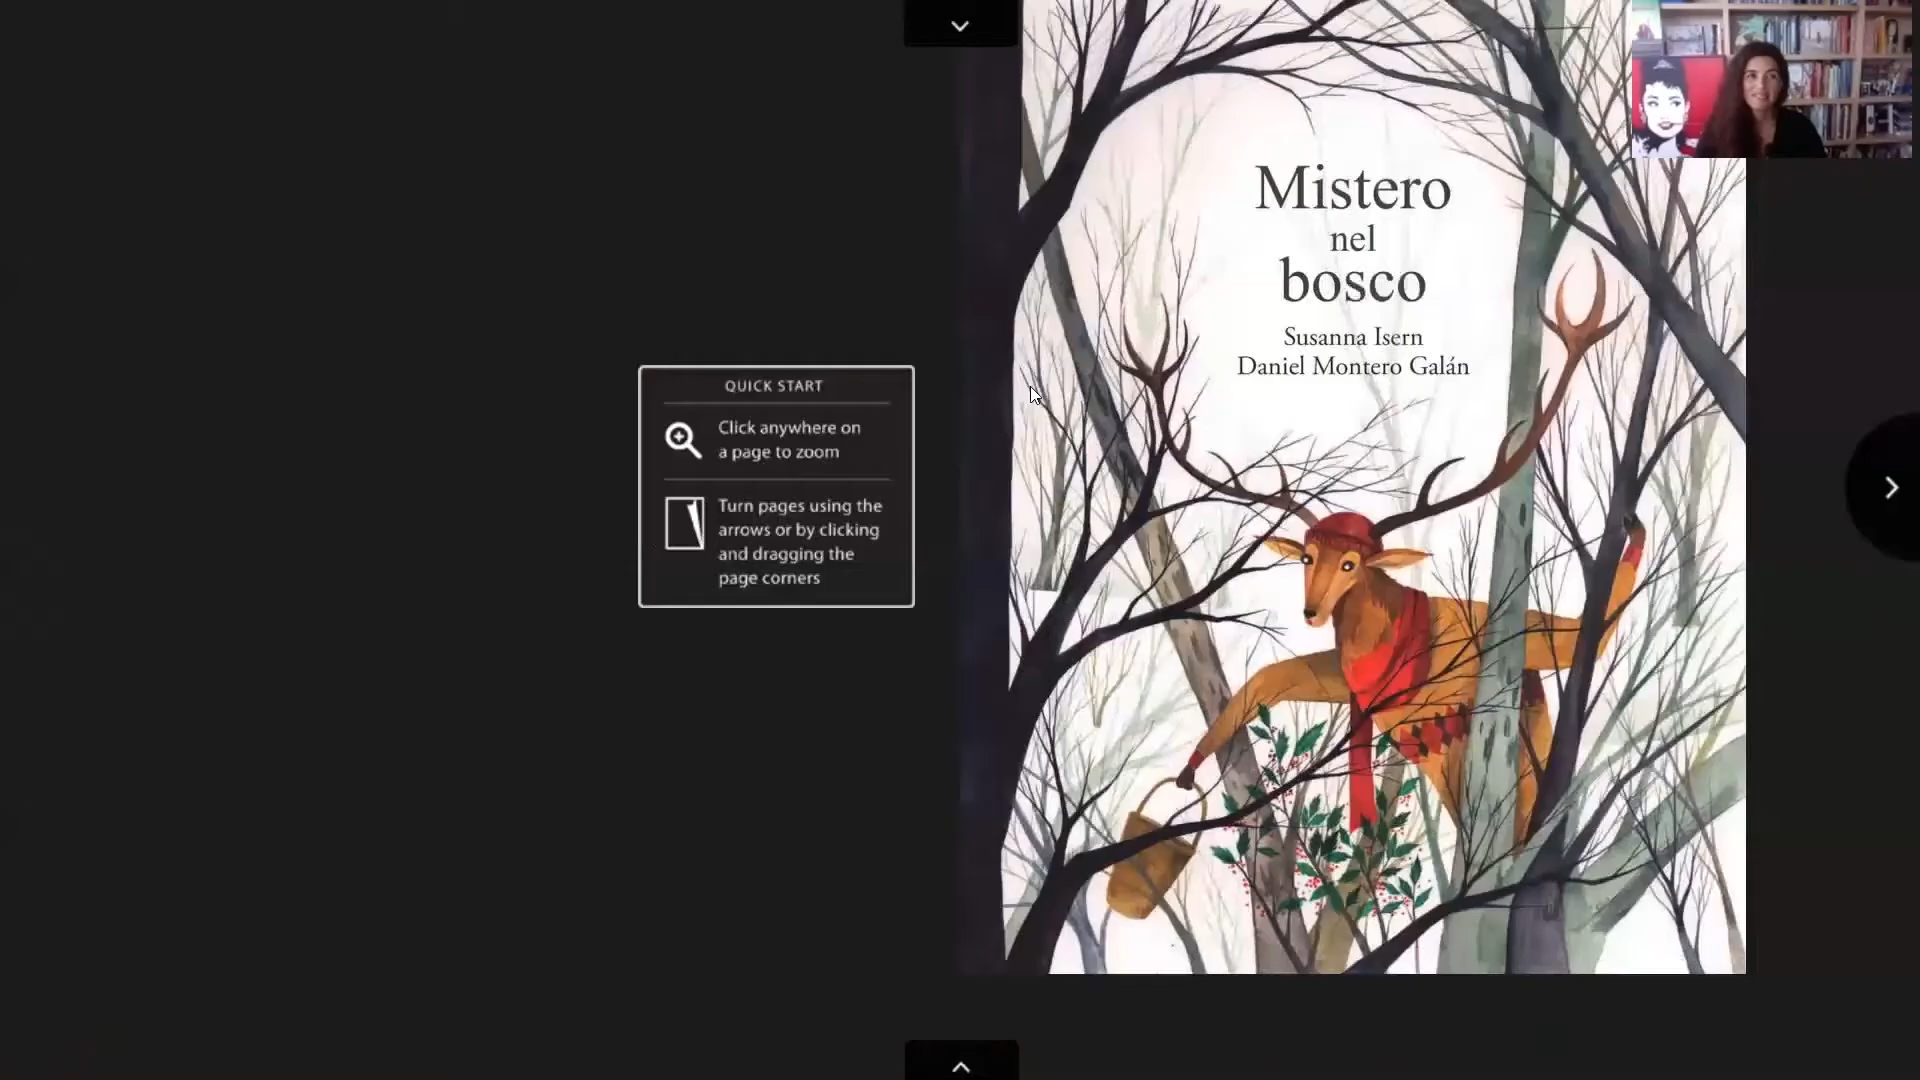 QUICK START
Click anywhere on
a page to zoom
Turn pages using the
arrows or by clicking
and dragging the
page corners
Mistero
nel
bosco
Susanna Isern
Daniel Montero Galán